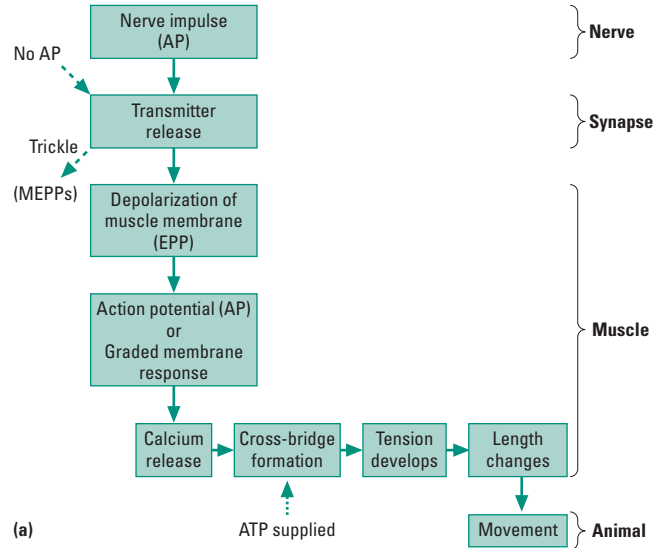 Nerve impulse
(AP)
Nerve
No AP
Transmitter
release
Synapse
Trickle
(MEPPs)
Depolarization of
muscle membrane
(EPP)
Action potential (AP)
or
Graded membrane
response
Muscle
Calcium
release
Cross-bridge
formation
Tension
develops
Length
changes
(a)
ATP supplied
Movement
Animal